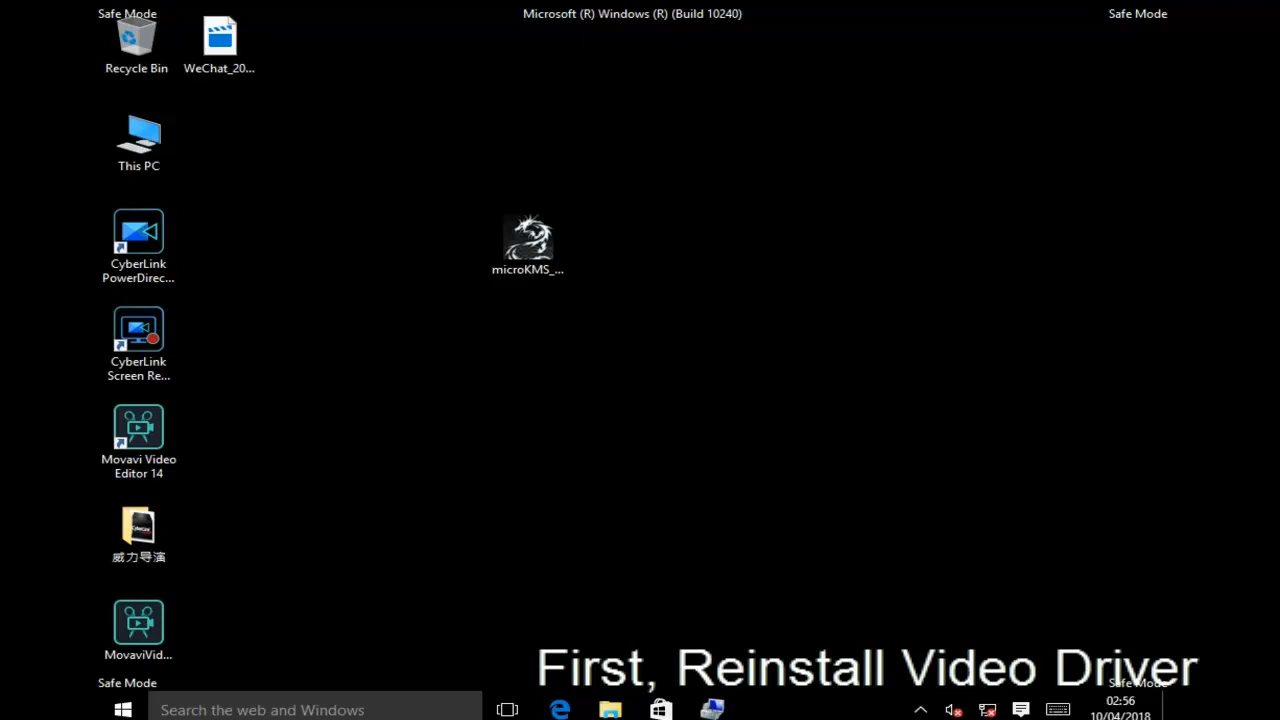 Safe Mode
Microsoft (R) Windows (R) (Build 10240)
Safe Mode
Recycle Bin
WeChat_20...
This PC
CyberLink
PowerDirec...
microKMS_...
CyberLink
Screen Re...
Movavi Video
Editor 14
威力导演
MovaviVid...
First, Reinstall Video Driver
Safe Mode
Safe Mode
Search the web and Windows
02:56
10/04/2018